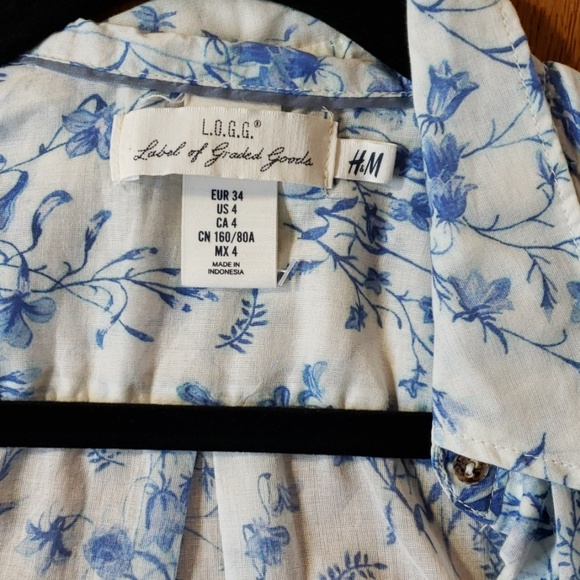 L.O.G.G.®
Label of Graded Goods
H&M
EUR 34
US 4
CA 4
CN 160/80A
MX 4
MADE IN
INDONESIA